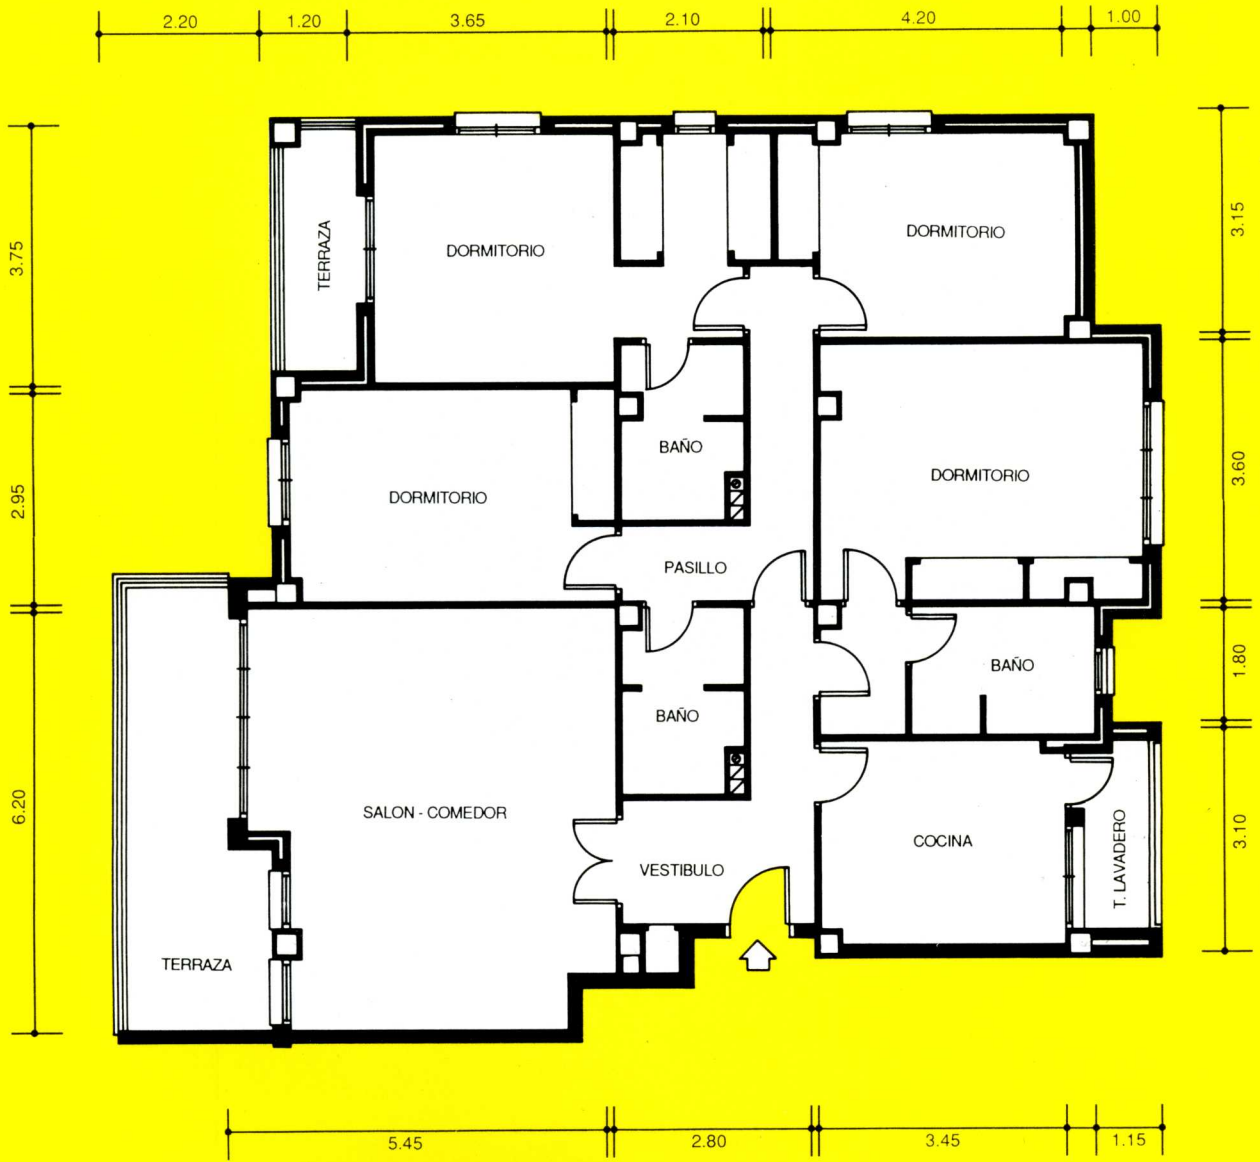 2.20
1.20
3.65
2.10
4.20
1.00
3.75
2.95
6.20
3.15
3.60
1.80
3.10
TERRAZA
DORMITORIO
DORMITORIO
BAÑO
DORMITORIO
DORMITORIO
PASILLO
BAÑO
BAÑO
SALON - COMEDOR
COCINA
T. LAVADERO
VESTIBULO
TERRAZA
5.45
2.80
3.45
1.15